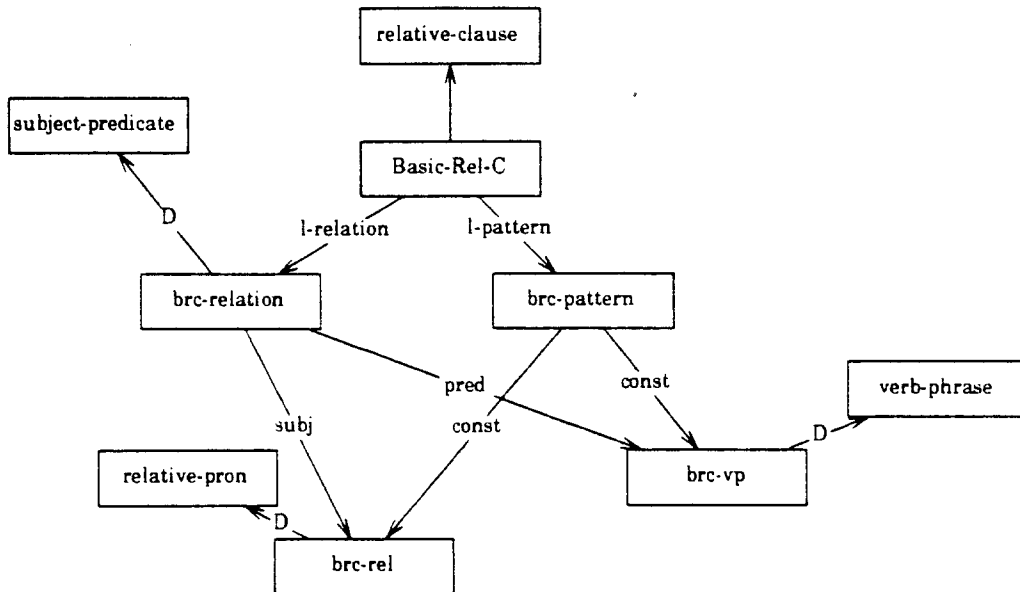 relative-clause
subject-predicate
Basic-Rel-C
D
l-relation
l-pattern
brc-relation
brc-pattern
pred
const
verb-phrase
subj
const
D
relative-pron
brc-vp
D
brc-rel